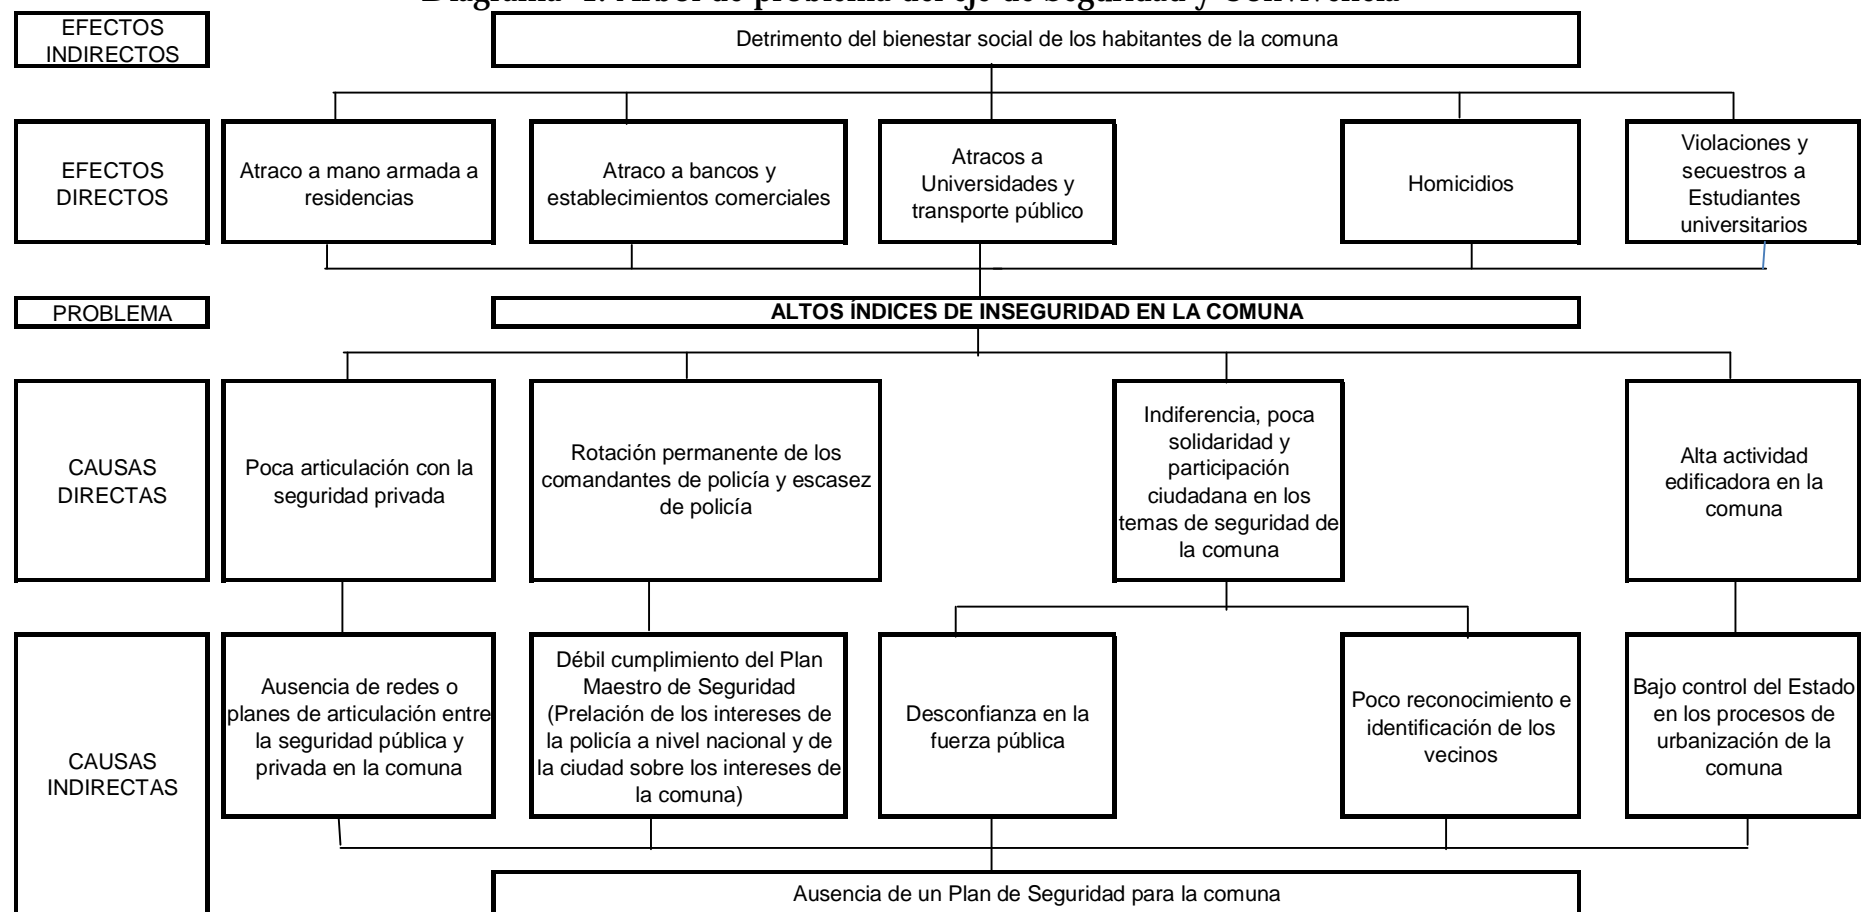 EFECTOS
INDIRECTOS
Detrimento del bienestar social de los habitantes de la comuna
EFECTOS
DIRECTOS
Atraco a mano armada a
residencias
Atraco a bancos y
establecimientos comerciales
Atracos a
Universidades y
transporte público
Homicidios
Violaciones y
secuestros a
Estudiantes
universitarios
PROBLEMA
ALTOS ÍNDICES DE INSEGURIDAD EN LA COMUNA
CAUSAS
DIRECTAS
Poca articulación con la
seguridad privada
Rotación permanente de los
comandantes de policía y escasez
de policía
Indiferencia, poca
solidaridad y
participación
ciudadana en los
temas de seguridad de
la comuna
Alta actividad
edificadora en la
comuna
CAUSAS
INDIRECTAS
Ausencia de redes o
planes de articulación entre
la seguridad pública y
privada en la comuna
Débil cumplimiento del Plan
Maestro de Seguridad
(Prelación de los intereses de
la policía a nivel nacional y de
la ciudad sobre los intereses de
la comuna)
Desconfianza en la
fuerza pública
Poco reconocimiento e
identificación de los
vecinos
Bajo control del Estado
en los procesos de
urbanización de la
comuna
Ausencia de un Plan de Seguridad para la comuna